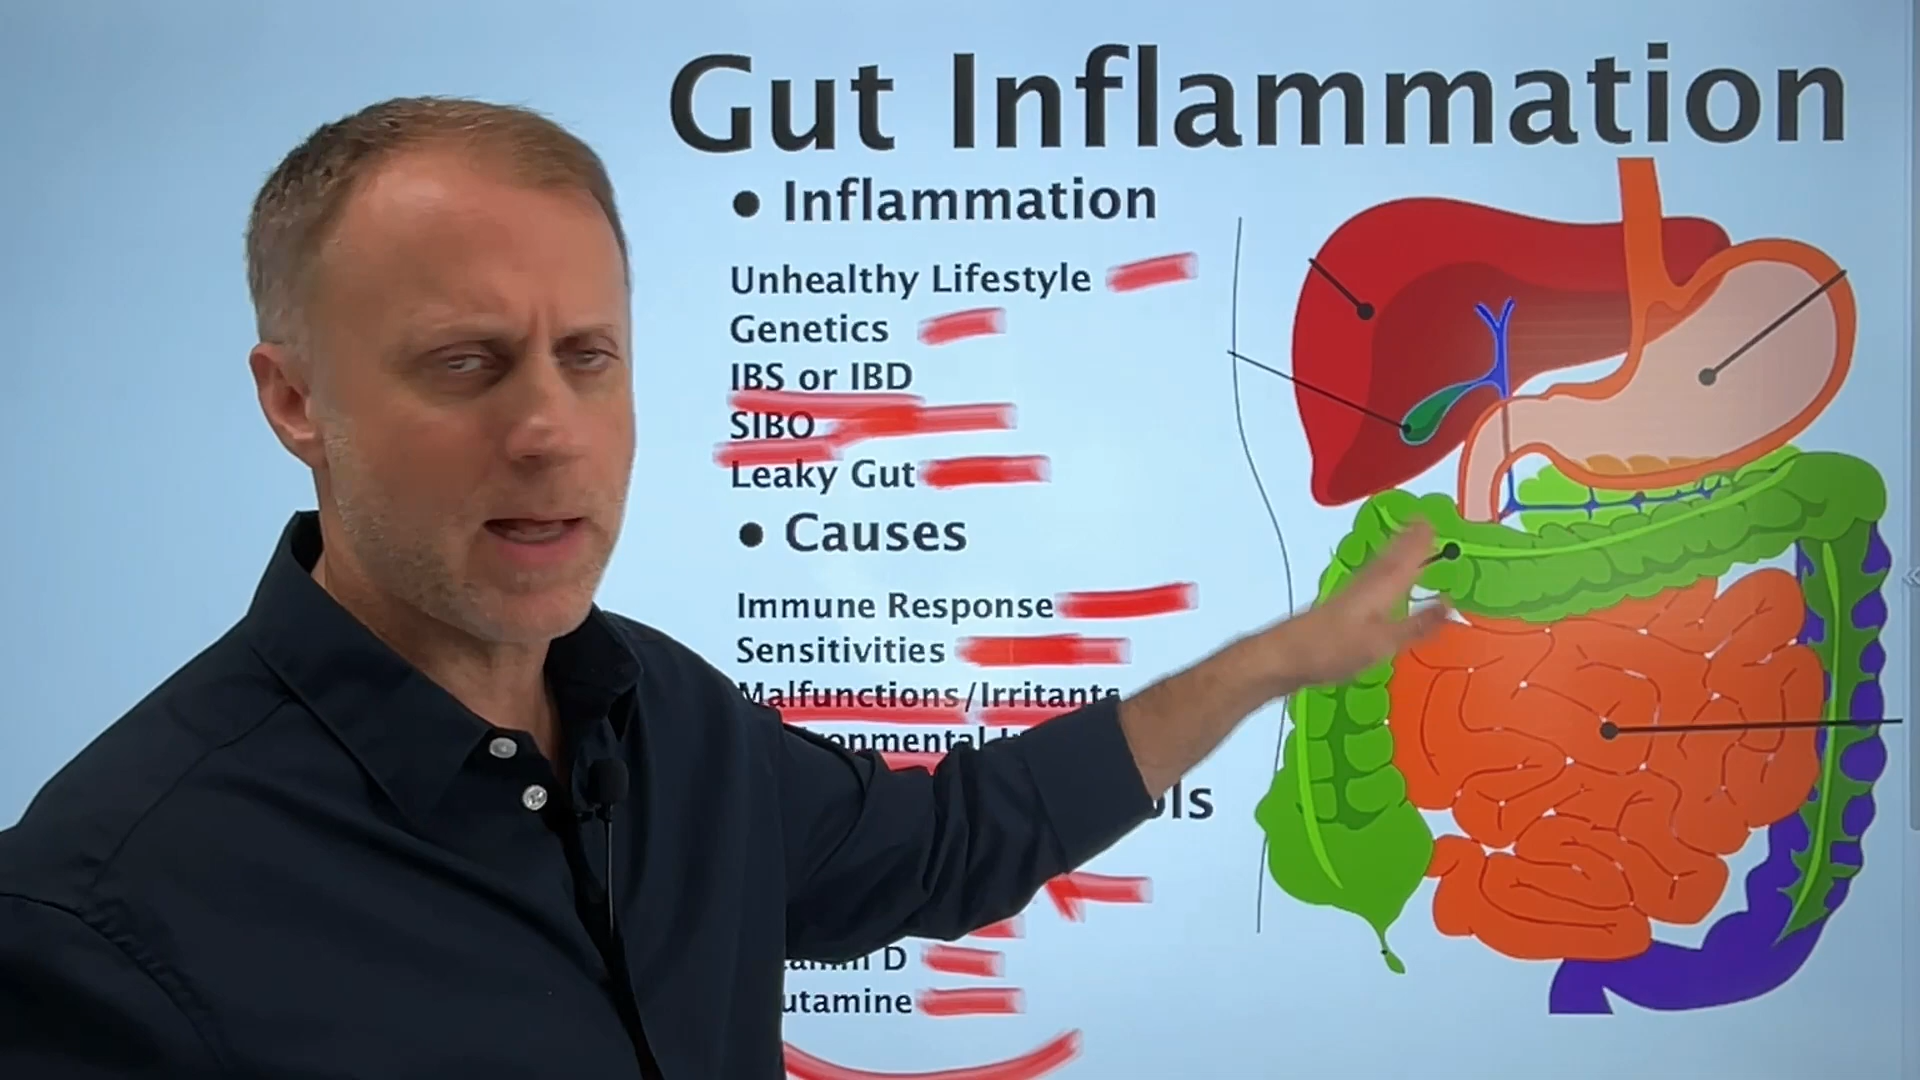 Gut Inflammation
• Inflammation
Unhealthy Lifestyle
Genetics
IBS or IBD
SIBO
Leaky Gut
• Causes
Immune Response
Sensitivities
Malfunctions/Irritants
D